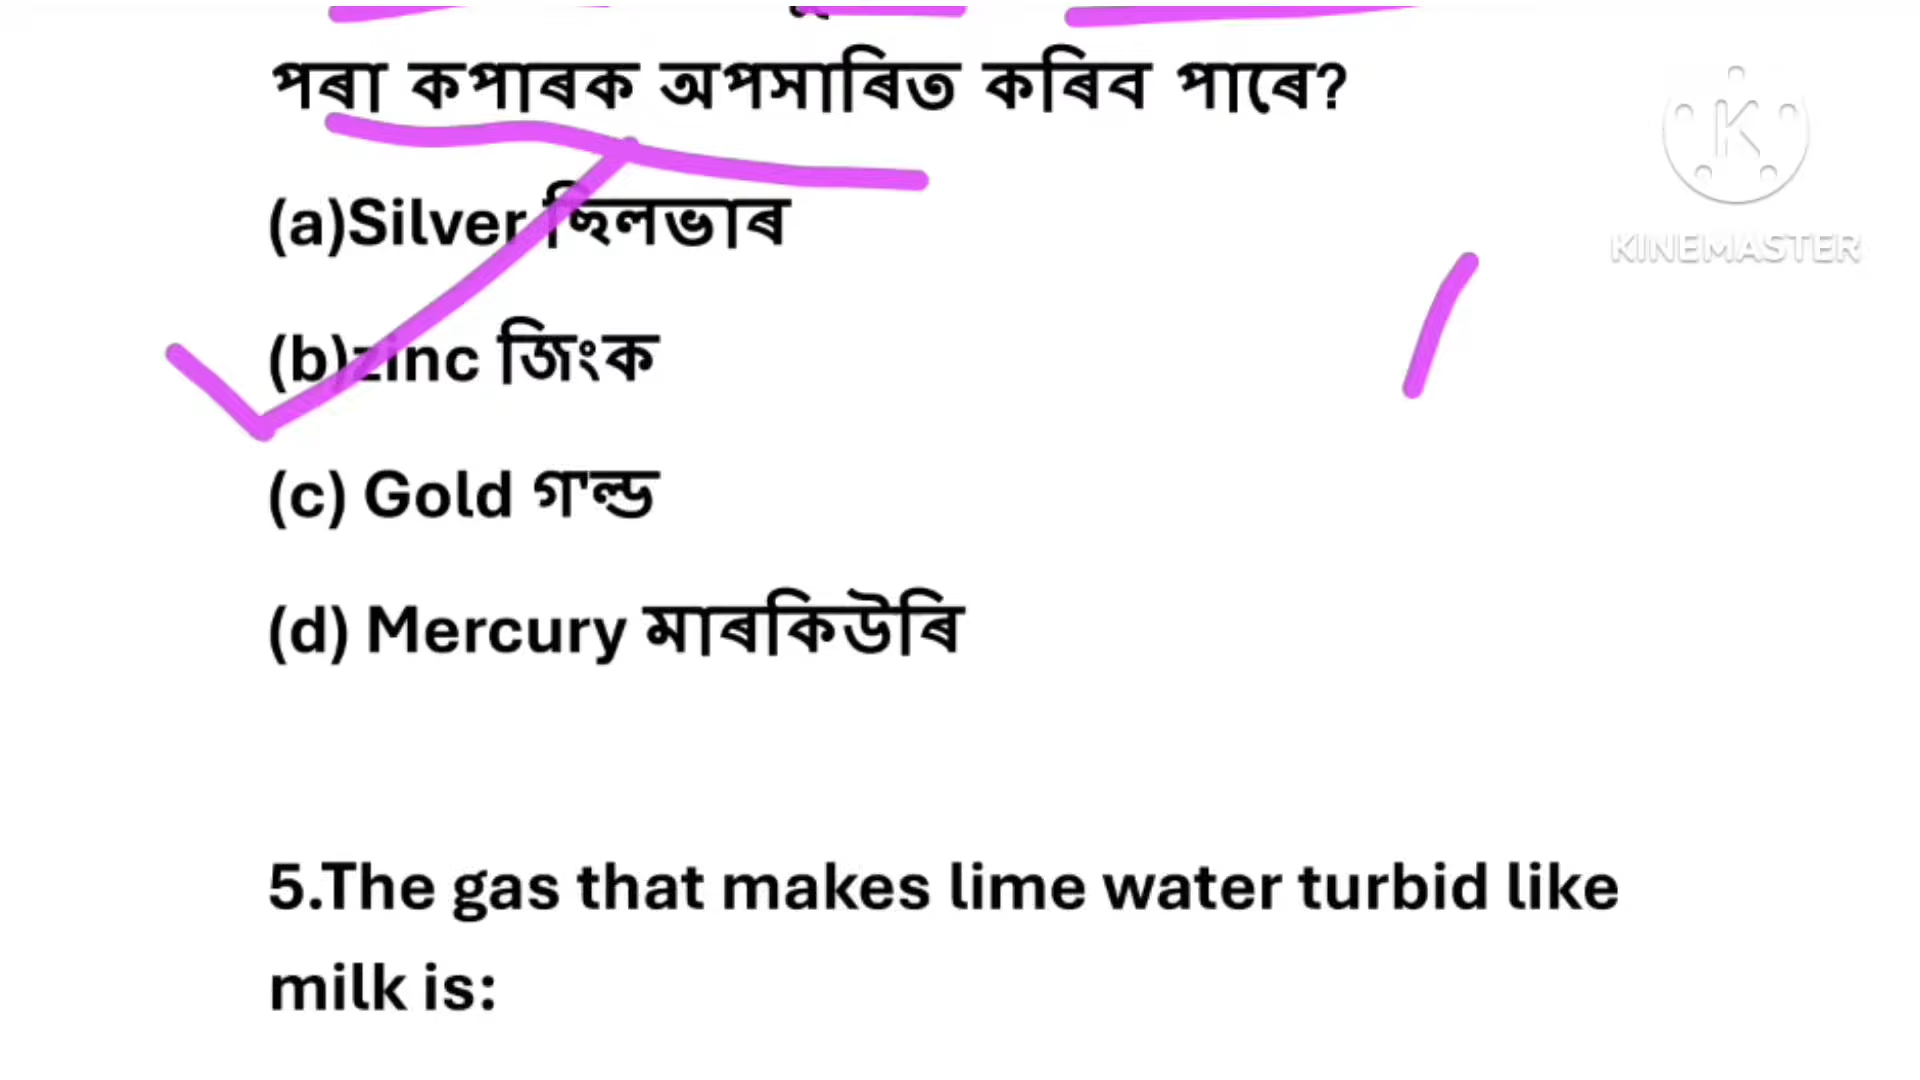 পৰা কপাৰক অপসাৰিত কৰিব পাৰে?
(a)Silver ছিলভাৰ
(b)zinc জিংক
(c) Gold গ'ল্ড
(d) Mercury মাৰকিউৰি
5.The gas that makes lime water turbid like
milk is:
KINEMASTER